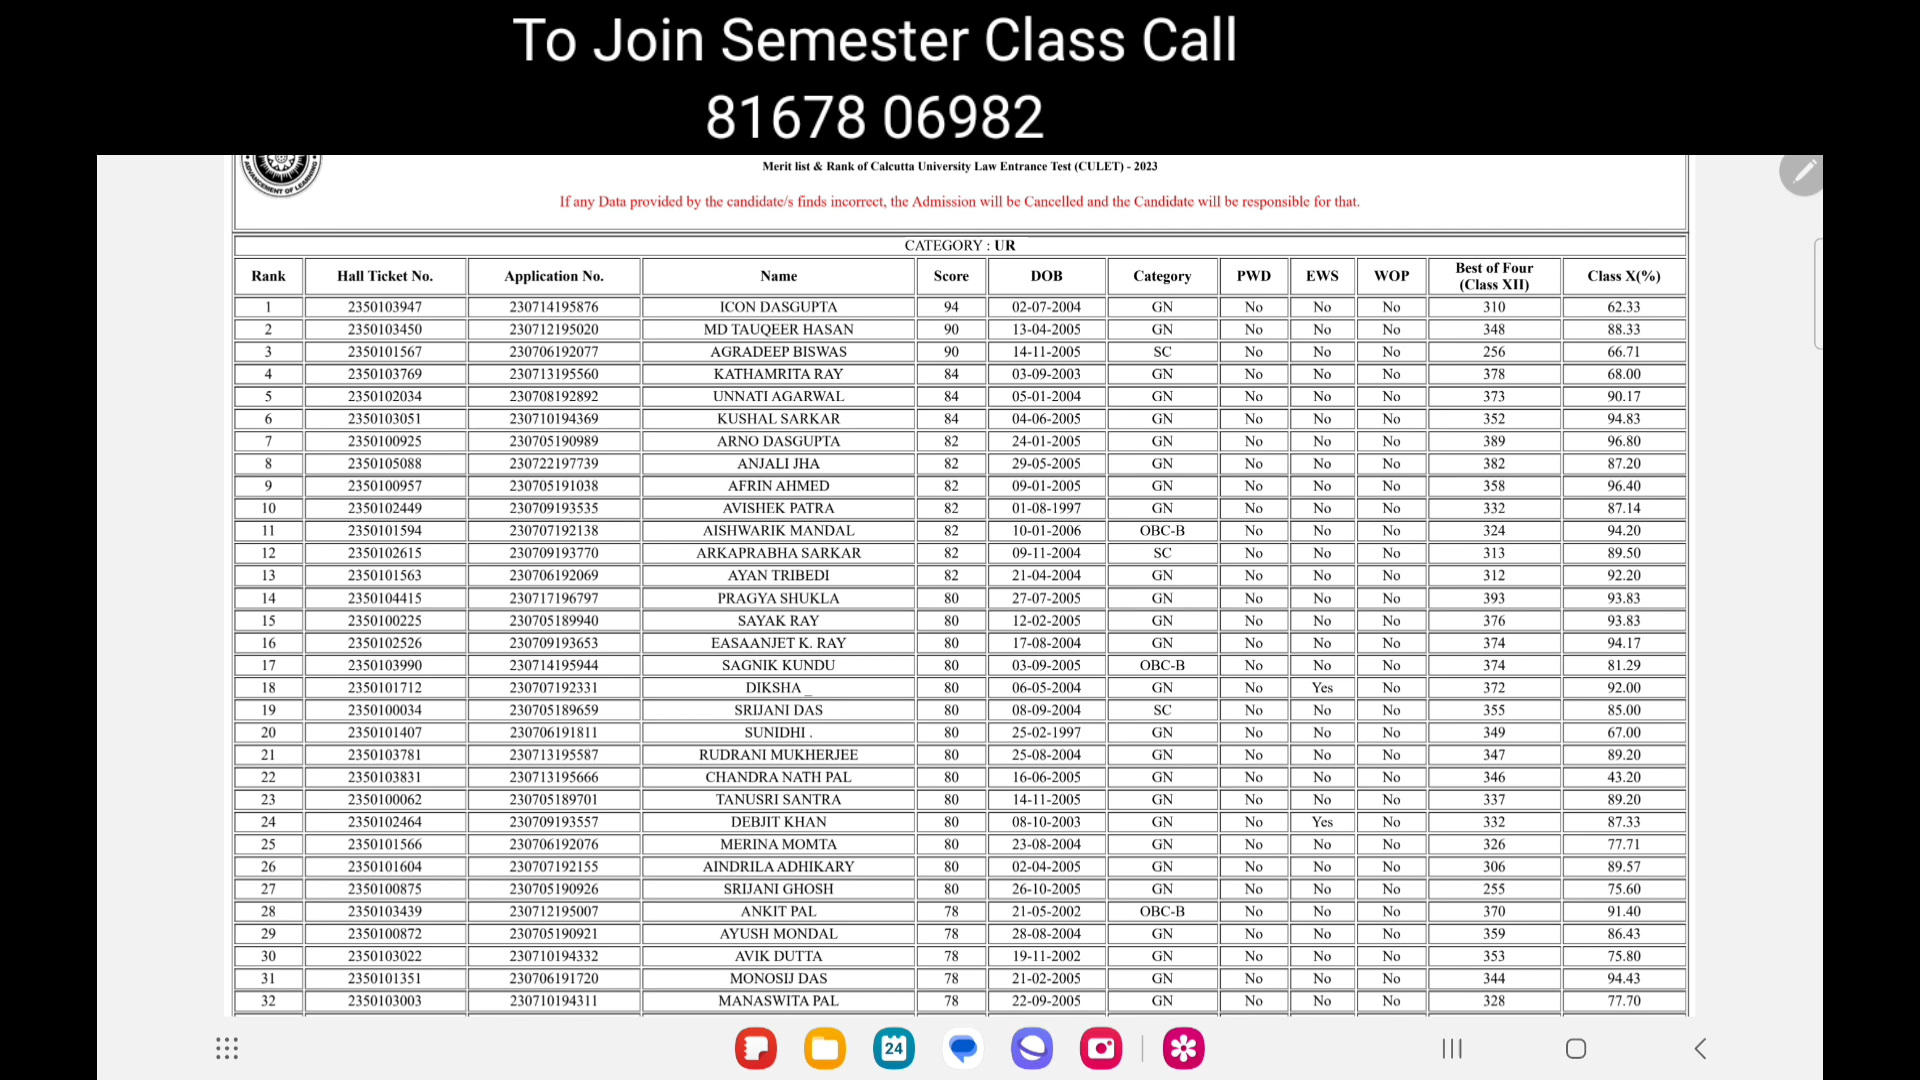 To Join Semester Class Call
81678 06982
ADVANCEMENT OF LEARNING
Merit list & Rank of Calcutta University Law Entrance Test (CULET) - 2023
If any Data provided by the candidate/s finds incorrect, the Admission will be Cancelled and the Candidate will be responsible for that.
CATEGORY : UR
Rank Hall Ticket No. Application No. Name Score DOB Category PWD EWS WOP Best of Four (Class XII) Class X(%)
1 2350103947 230714195876 ICON DASGUPTA 94 02-07-2004 GN No No No 310 62.33
2 2350103450 230712195020 MD TAUQEER HASAN 90 13-04-2005 GN No No No 348 88.33
3 2350101567 230706192077 AGRADEEP BISWAS 90 14-11-2005 SC No No No 256 66.71
4 2350103769 230713195560 KATHAMRITA RAY 84 03-09-2003 GN No No No 378 68.00
5 2350102034 230708192892 UNNATI AGARWAL 84 05-01-2004 GN No No No 373 90.17
6 2350103051 230710194369 KUSHAL SARKAR 84 04-06-2005 GN No No No 352 94.83
7 2350100925 230705190989 ARNO DASGUPTA 82 24-01-2005 GN No No No 389 96.80
8 2350105088 230722197739 ANJALI JHA 82 29-05-2005 GN No No No 382 87.20
9 2350100957 230705191038 AFRIN AHMED 82 09-01-2005 GN No No No 358 96.40
10 2350102449 230709193535 AVISHEK PATRA 82 01-08-1997 GN No No No 332 87.14
11 2350101594 230707192138 AISHWARIK MANDAL 82 10-01-2006 OBC-B No No No 324 94.20
12 2350102615 230709193770 ARKAPRABHA SARKAR 82 09-11-2004 SC No No No 313 89.50
13 2350101563 230706192069 AYAN TRIBEDI 82 21-04-2004 GN No No No 312 92.20
14 2350104415 230717196797 PRAGYA SHUKLA 80 27-07-2005 GN No No No 393 93.83
15 2350100225 230705189940 SAYAK RAY 80 12-02-2005 GN No No No 376 93.83
16 2350102526 230709193653 EASAANJET K. RAY 80 17-08-2004 GN No No No 374 94.17
17 2350103990 230714195944 SAGNIK KUNDU 80 03-09-2005 OBC-B No No No 374 81.29
18 2350101712 230707192331 DIKSHA _ 80 06-05-2004 GN No Yes No 372 92.00
19 2350100034 230705189659 SRIJANI DAS 80 08-09-2004 SC No No No 355 85.00
20 2350101407 230706191811 SUNIDHI . 80 25-02-1997 GN No No No 349 67.00
21 2350103781 230713195587 RUDRANI MUKHERJEE 80 25-08-2004 GN No No No 347 89.20
22 2350103831 230713195666 CHANDRA NATH PAL 80 16-06-2005 GN No No No 346 43.20
23 2350100062 230705189701 TANUSRI SANTRA 80 14-11-2005 GN No No No 337 89.20
24 2350102464 230709193557 DEBJIT KHAN 80 08-10-2003 GN No Yes No 332 87.33
25 2350101566 230706192076 MERINA MOMTA 80 23-08-2004 GN No No No 326 77.71
26 2350101604 230707192155 AINDRILA ADHIKARY 80 02-04-2005 GN No No No 306 89.57
27 2350100875 230705190926 SRIJANI GHOSH 80 26-10-2005 GN No No No 255 75.60
28 2350103439 230712195007 ANKIT PAL 78 21-05-2002 OBC-B No No No 370 91.40
29 2350100872 230705190921 AYUSH MONDAL 78 28-08-2004 GN No No No 359 86.43
30 2350103022 230710194332 AVIK DUTTA 78 19-11-2002 GN No No No 353 75.80
31 2350101351 230706191720 MONOSIJ DAS 78 21-02-2005 GN No No No 344 94.43
32 2350103003 230710194311 MANASWITA PAL 78 22-09-2005 GN No No No 328 77.70
24